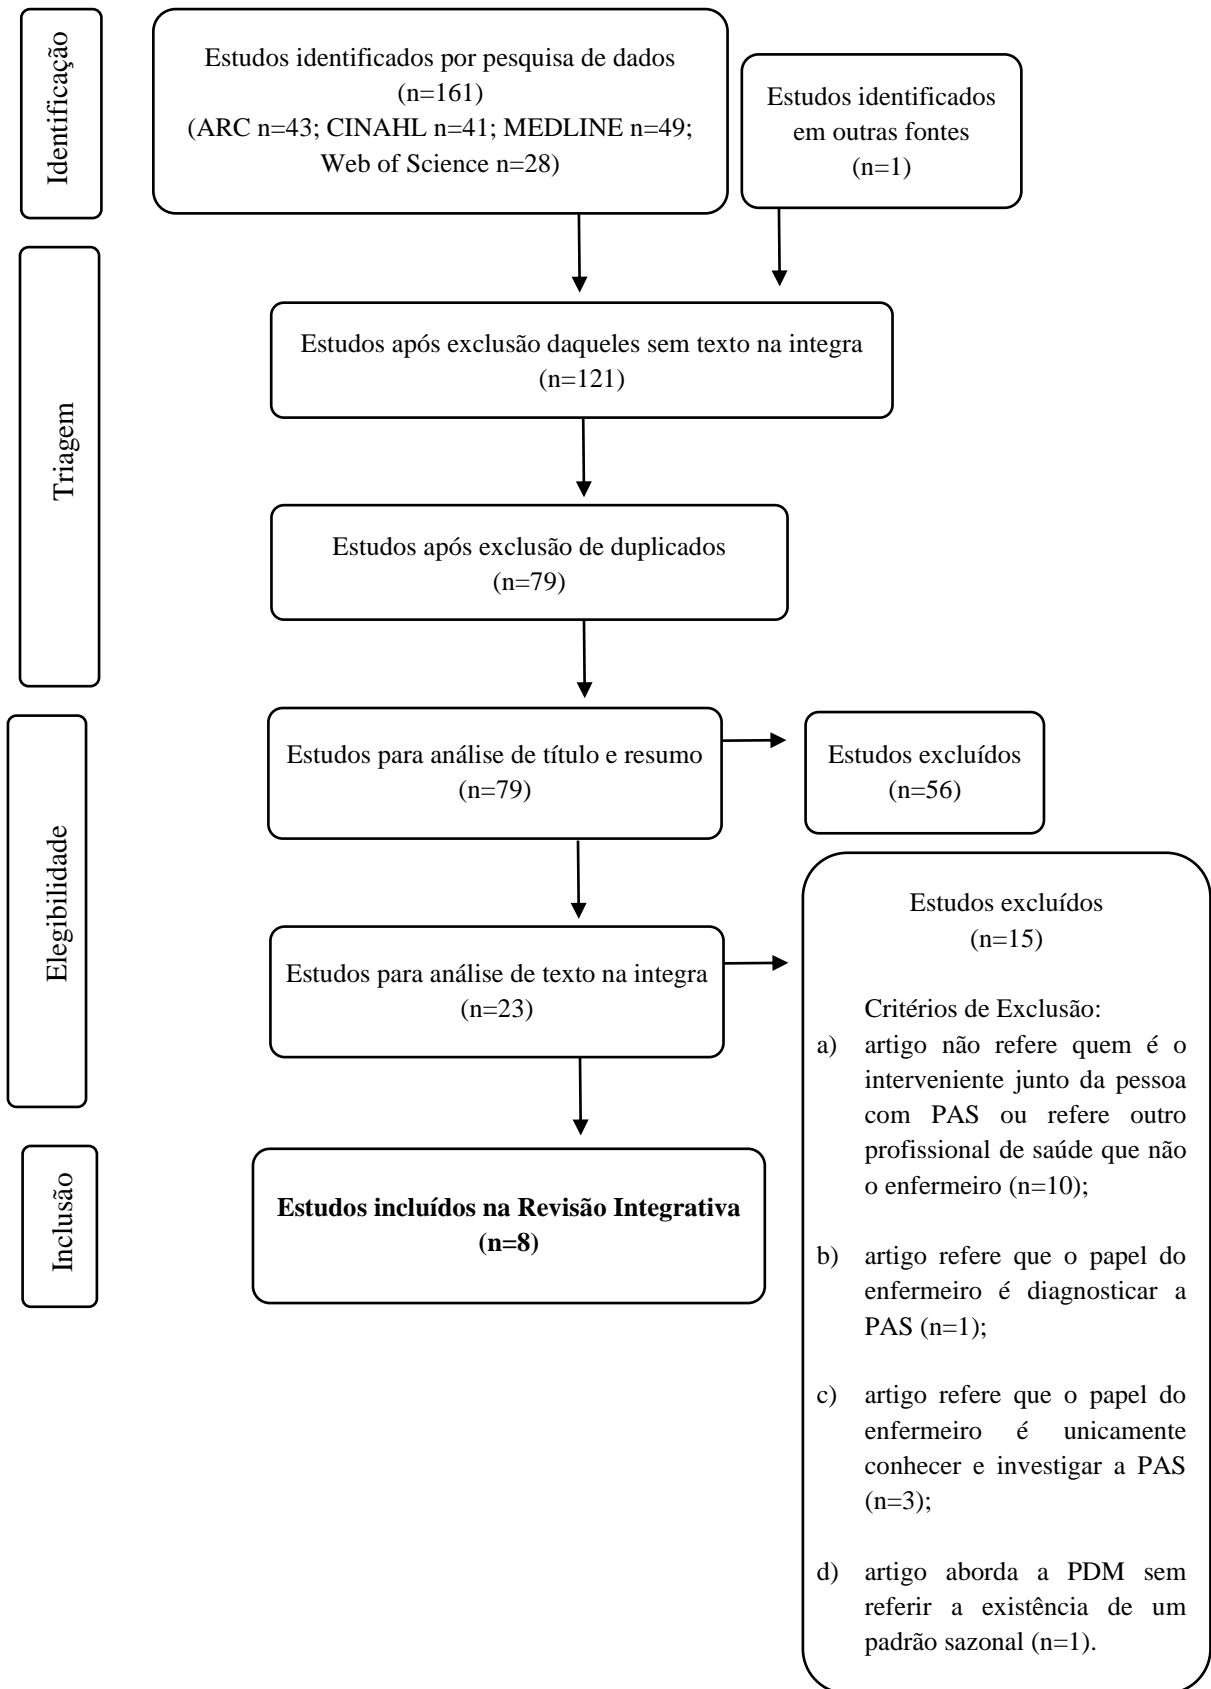 Identificação
Estudos identificados por pesquisa de dados
(n=161)
(ARC n=43; CINAHL n=41; MEDLINE n=49;
Web of Science n=28)
Estudos identificados
em outras fontes
(n=1)
Triagem
Estudos após exclusão daqueles sem texto na integra
(n=121)
Estudos após exclusão de duplicados
(n=79)
Elegibilidade
Estudos para análise de título e resumo
(n=79)
Estudos excluídos
(n=56)
Estudos para análise de texto na integra
(n=23)
Estudos excluídos
(n=15)
Critérios de Exclusão:
a) artigo não refere quem é o
interveniente junto da pessoa
com PAS ou refere outro
profissional de saúde que não
o enfermeiro (n=10);
b) artigo refere que o papel do
enfermeiro é diagnosticar a
PAS (n=1);
c) artigo refere que o papel do
enfermeiro é unicamente
conhecer e investigar a PAS
(n=3);
d) artigo aborda a PDM sem
referir a existência de um
padrão sazonal (n=1).
Inclusão
Estudos incluídos na Revisão Integrativa
(n=8)